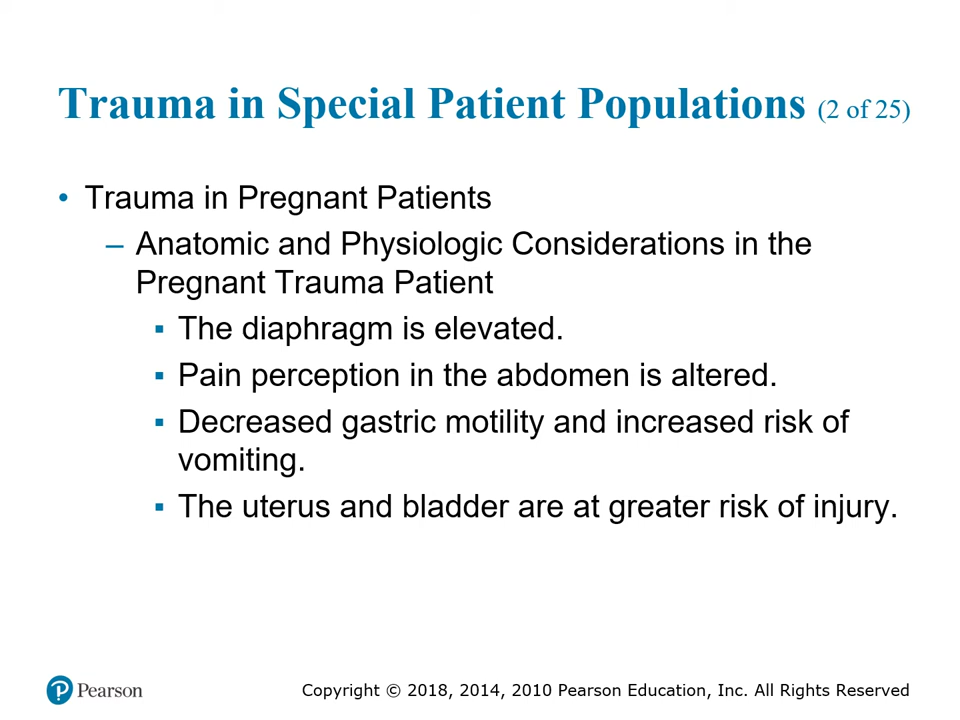 Trauma in Special Patient Populations (2 of 25)
• Trauma in Pregnant Patients
– Anatomic and Physiologic Considerations in the
Pregnant Trauma Patient
▪ The diaphragm is elevated.
▪ Pain perception in the abdomen is altered.
▪ Decreased gastric motility and increased risk of
vomiting.
▪ The uterus and bladder are at greater risk of injury.
Pearson
Copyright © 2018, 2014, 2010 Pearson Education, Inc. All Rights Reserved